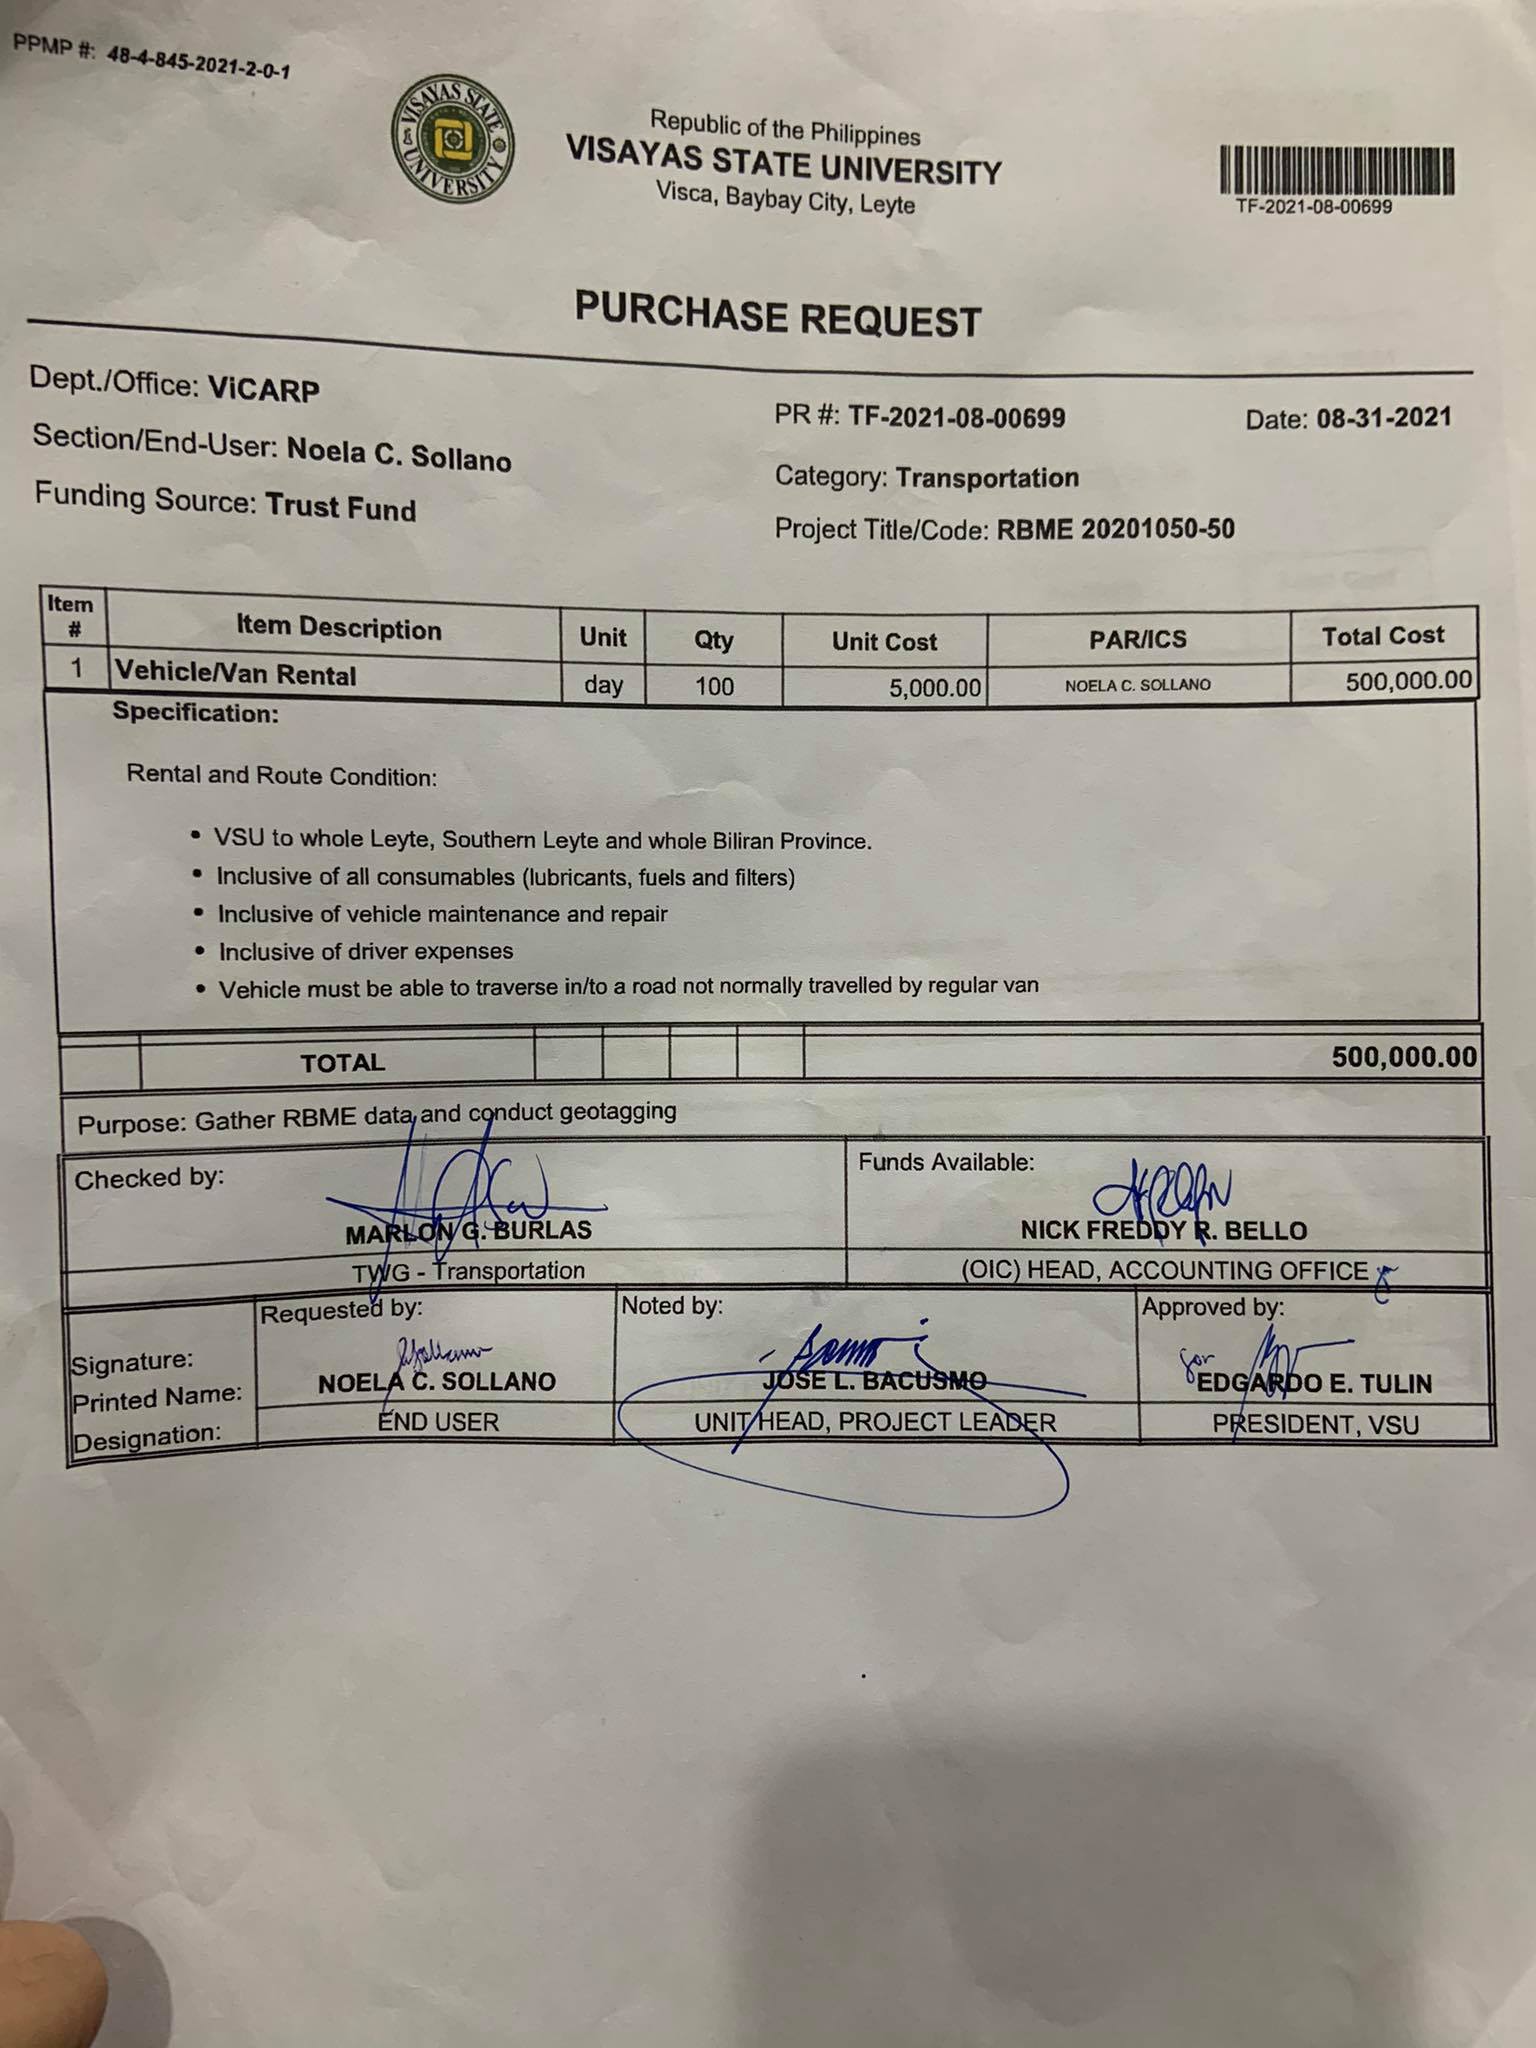 PPMP #: 48-4-845-2021-2-0-1
VISAYAS STATE
UNIVERSITY
Republic of the Philippines
VISAYAS STATE UNIVERSITY
Visca, Baybay City, Leyte
TF-2021-08-00699
PURCHASE REQUEST
Dept./Office: ViCARP
Section/End-User: Noela C. Sollano
Funding Source: Trust Fund
PR #: TF-2021-08-00699 Date: 08-31-2021
Category: Transportation
Project Title/Code: RBME 20201050-50
Item # Item Description Unit Qty Unit Cost PAR/ICS Total Cost
1 Vehicle/Van Rental day 100 5,000.00 NOELA C. SOLLANO 500,000.00
Specification:
Rental and Route Condition:
• VSU to whole Leyte, Southern Leyte and whole Biliran Province.
• Inclusive of all consumables (lubricants, fuels and filters)
• Inclusive of vehicle maintenance and repair
• Inclusive of driver expenses
• Vehicle must be able to traverse in/to a road not normally travelled by regular van
TOTAL 500,000.00
Purpose: Gather RBME data and conduct geotagging
Checked by:
MARLON G. BURLAS
TWG - Transportation
Funds Available:
NICK FREDDY R. BELLO
(OIC) HEAD, ACCOUNTING OFFICE
Signature:
Printed Name:
Designation:
Requested by:
NOELA C. SOLLANO
END USER
Noted by:
JOSE L. BACUSMO
UNIT HEAD, PROJECT LEADER
Approved by:
for
EDGARDO E. TULIN
PRESIDENT, VSU